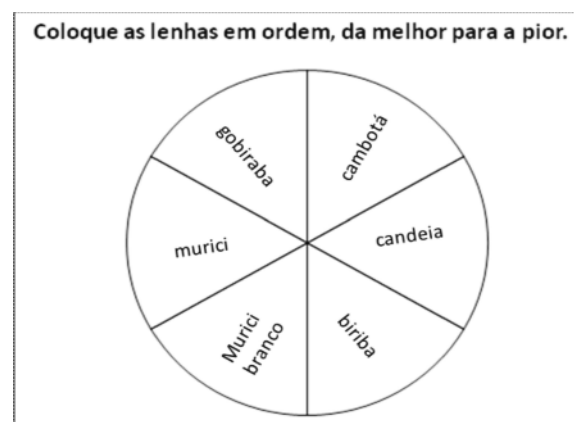 Coloque as lenhas em ordem, da melhor para a pior.
gobiraba
cambotá
murici
candeia
Murici
branco
biriba